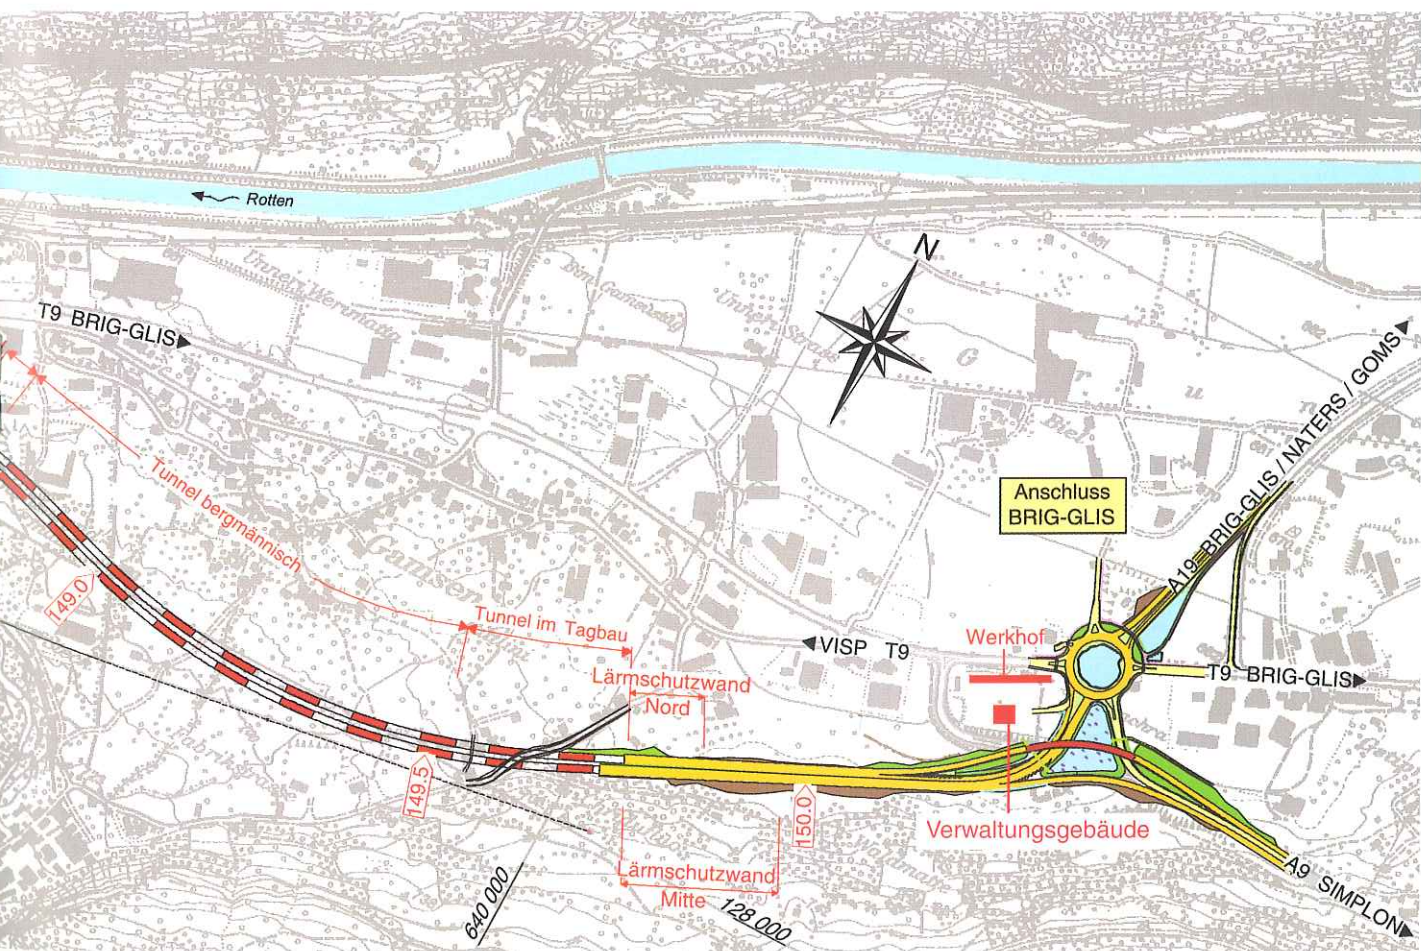 Rotten
N
T9 BRIG-GLIS
A19 BRIG-GLIS / NATERS / GOMS
Tunnel bergmännisch
Anschluss
BRIG-GLIS
149.0
Tunnel im Tagbau
VISP T9
Werkhof
T9 BRIG-GLIS
Lärmschutzwand
Nord
149.5
150.0
Verwaltungsgebäude
Lärmschutzwand
Mitte
640 000
128 000
A9 SIMPLON